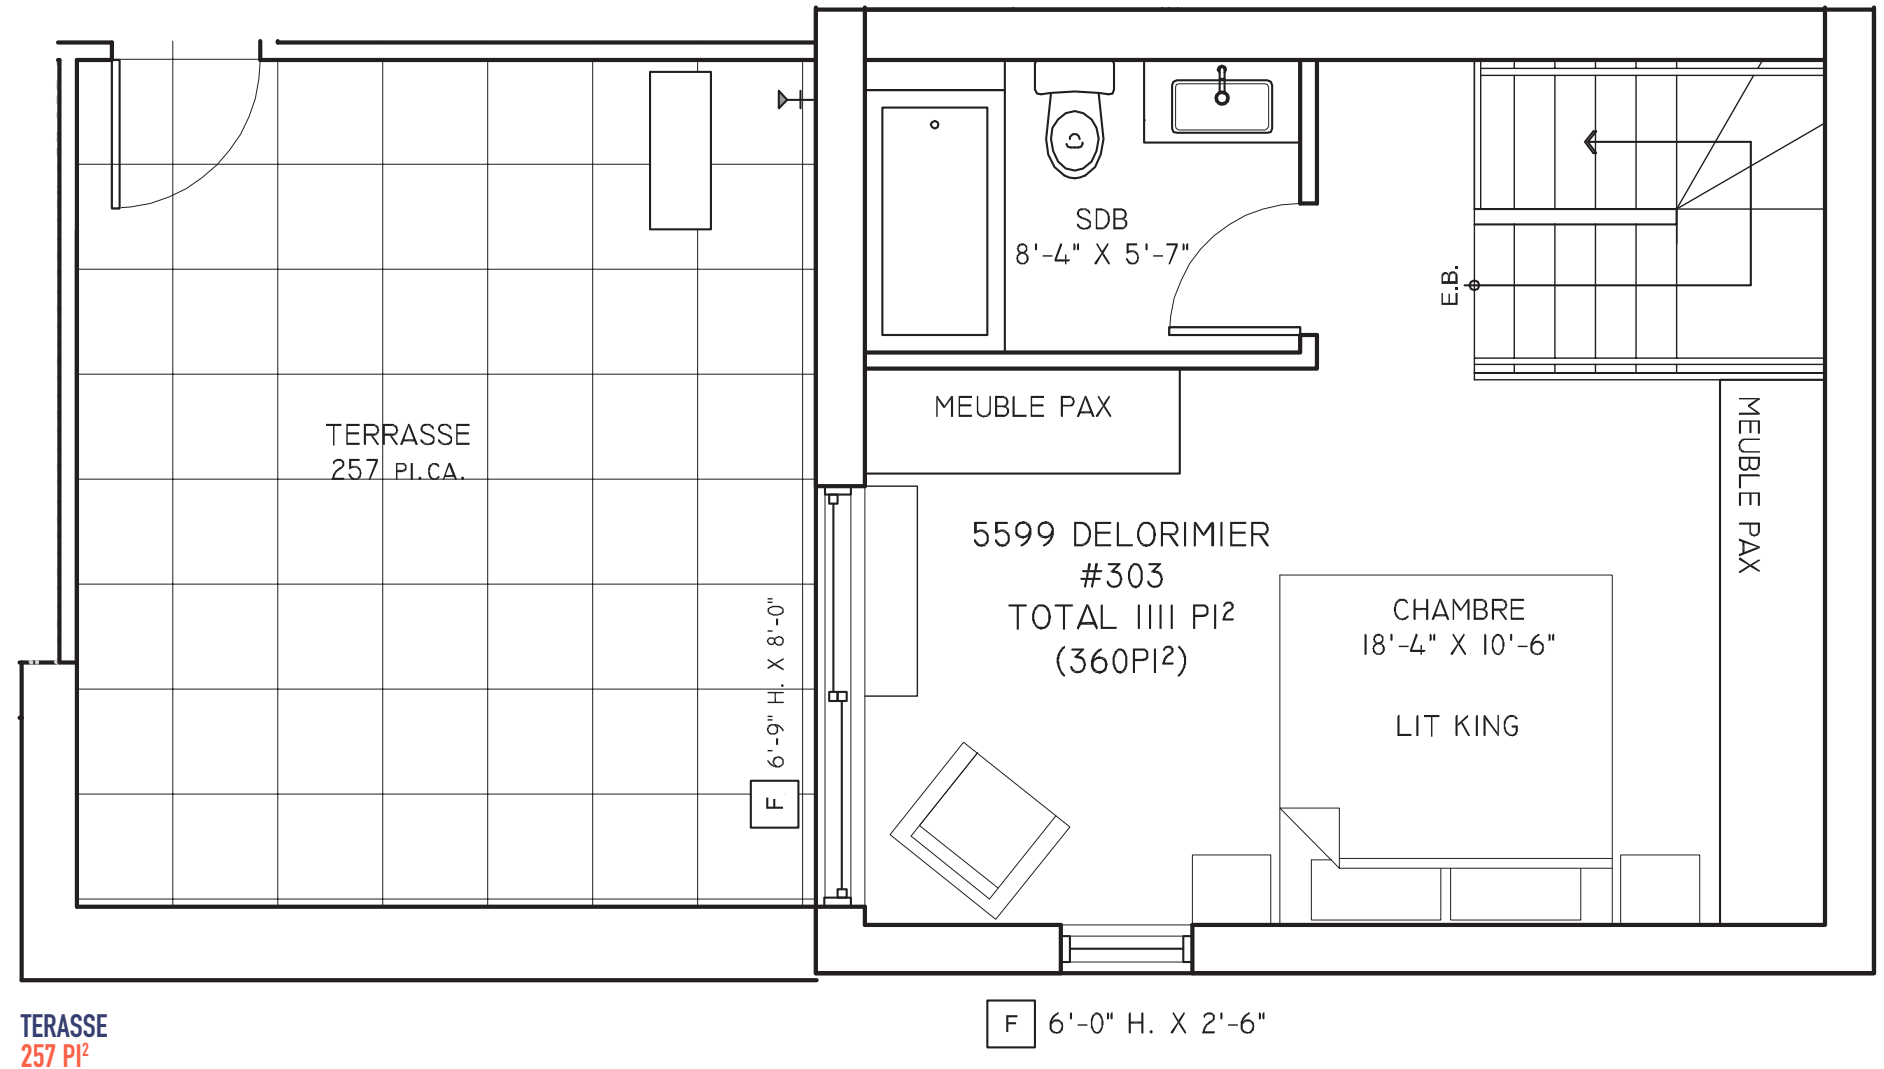 SDB
8'-4" X 5'-7"
E.B.
MEUBLE PAX
MEUBLE PAX
TERRASSE
257 PI.CA.
5599 DELORIMIER
#303
TOTAL 1111 PI²
(360PI²)
CHAMBRE
18'-4" X 10'-6"
LIT KING
6'-9" H. X 8'-0"
F
F 6'-0" H. X 2'-6"
TERASSE
257 PI²